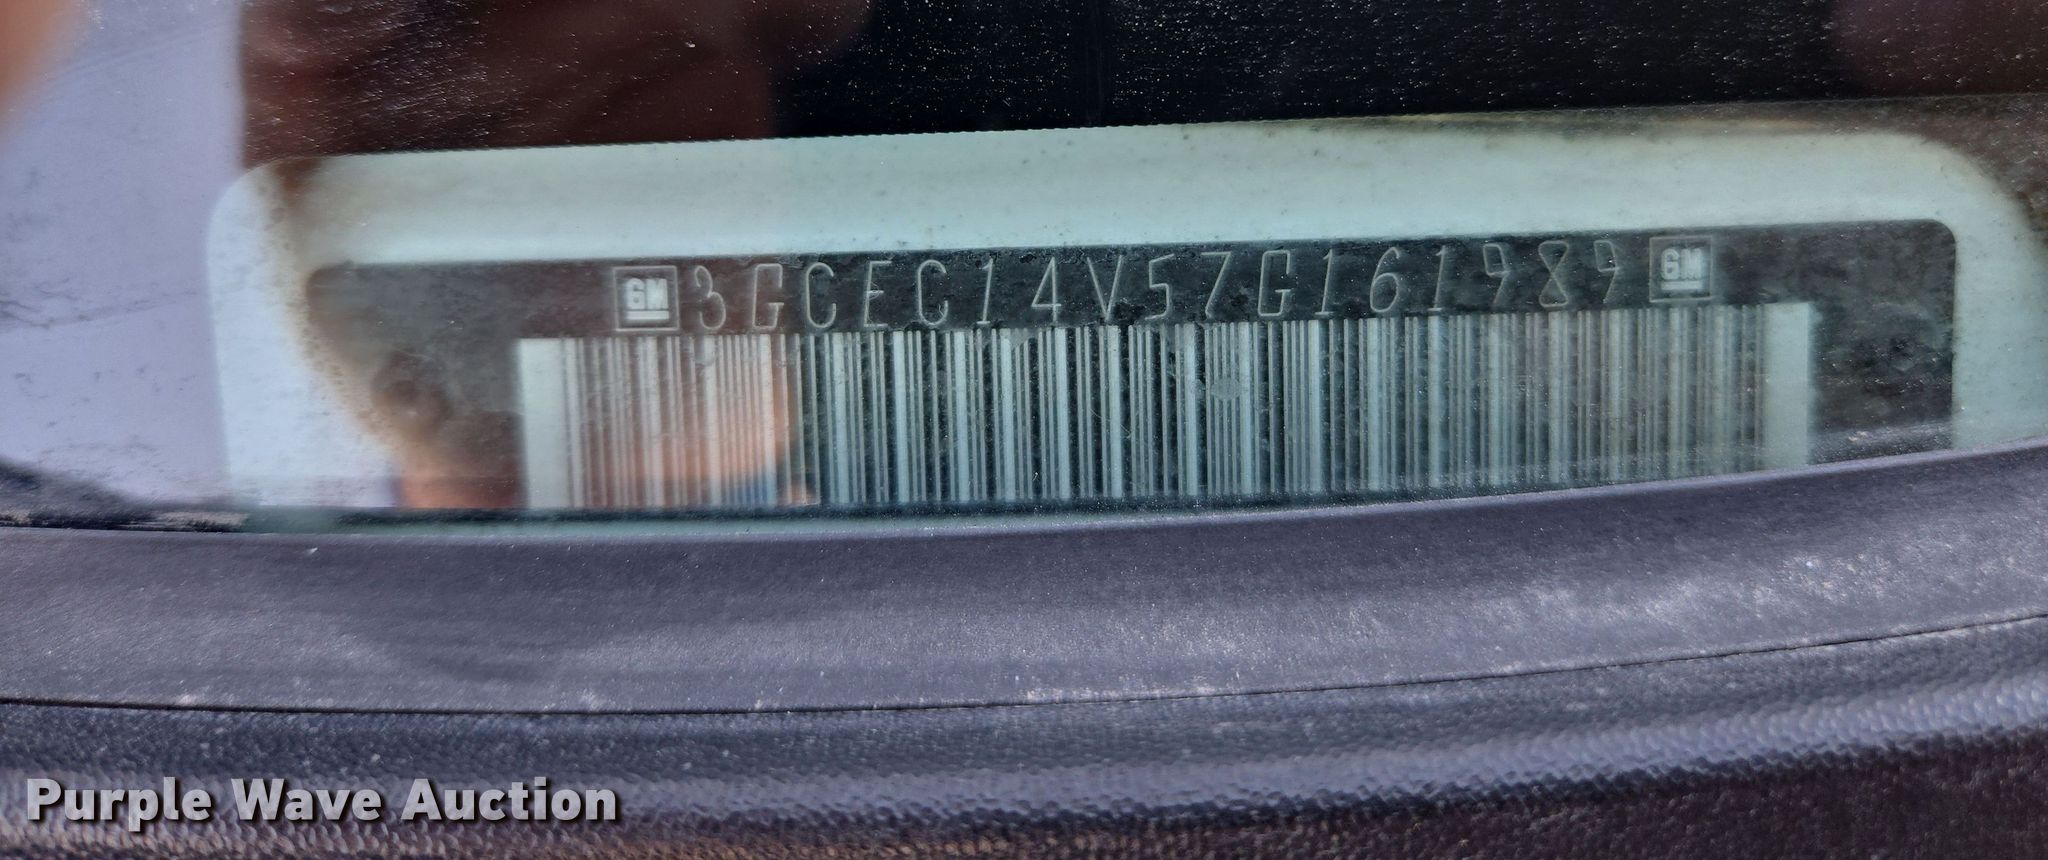 GM 3GCEC14V57G161989 GM
Purple Wave Auction